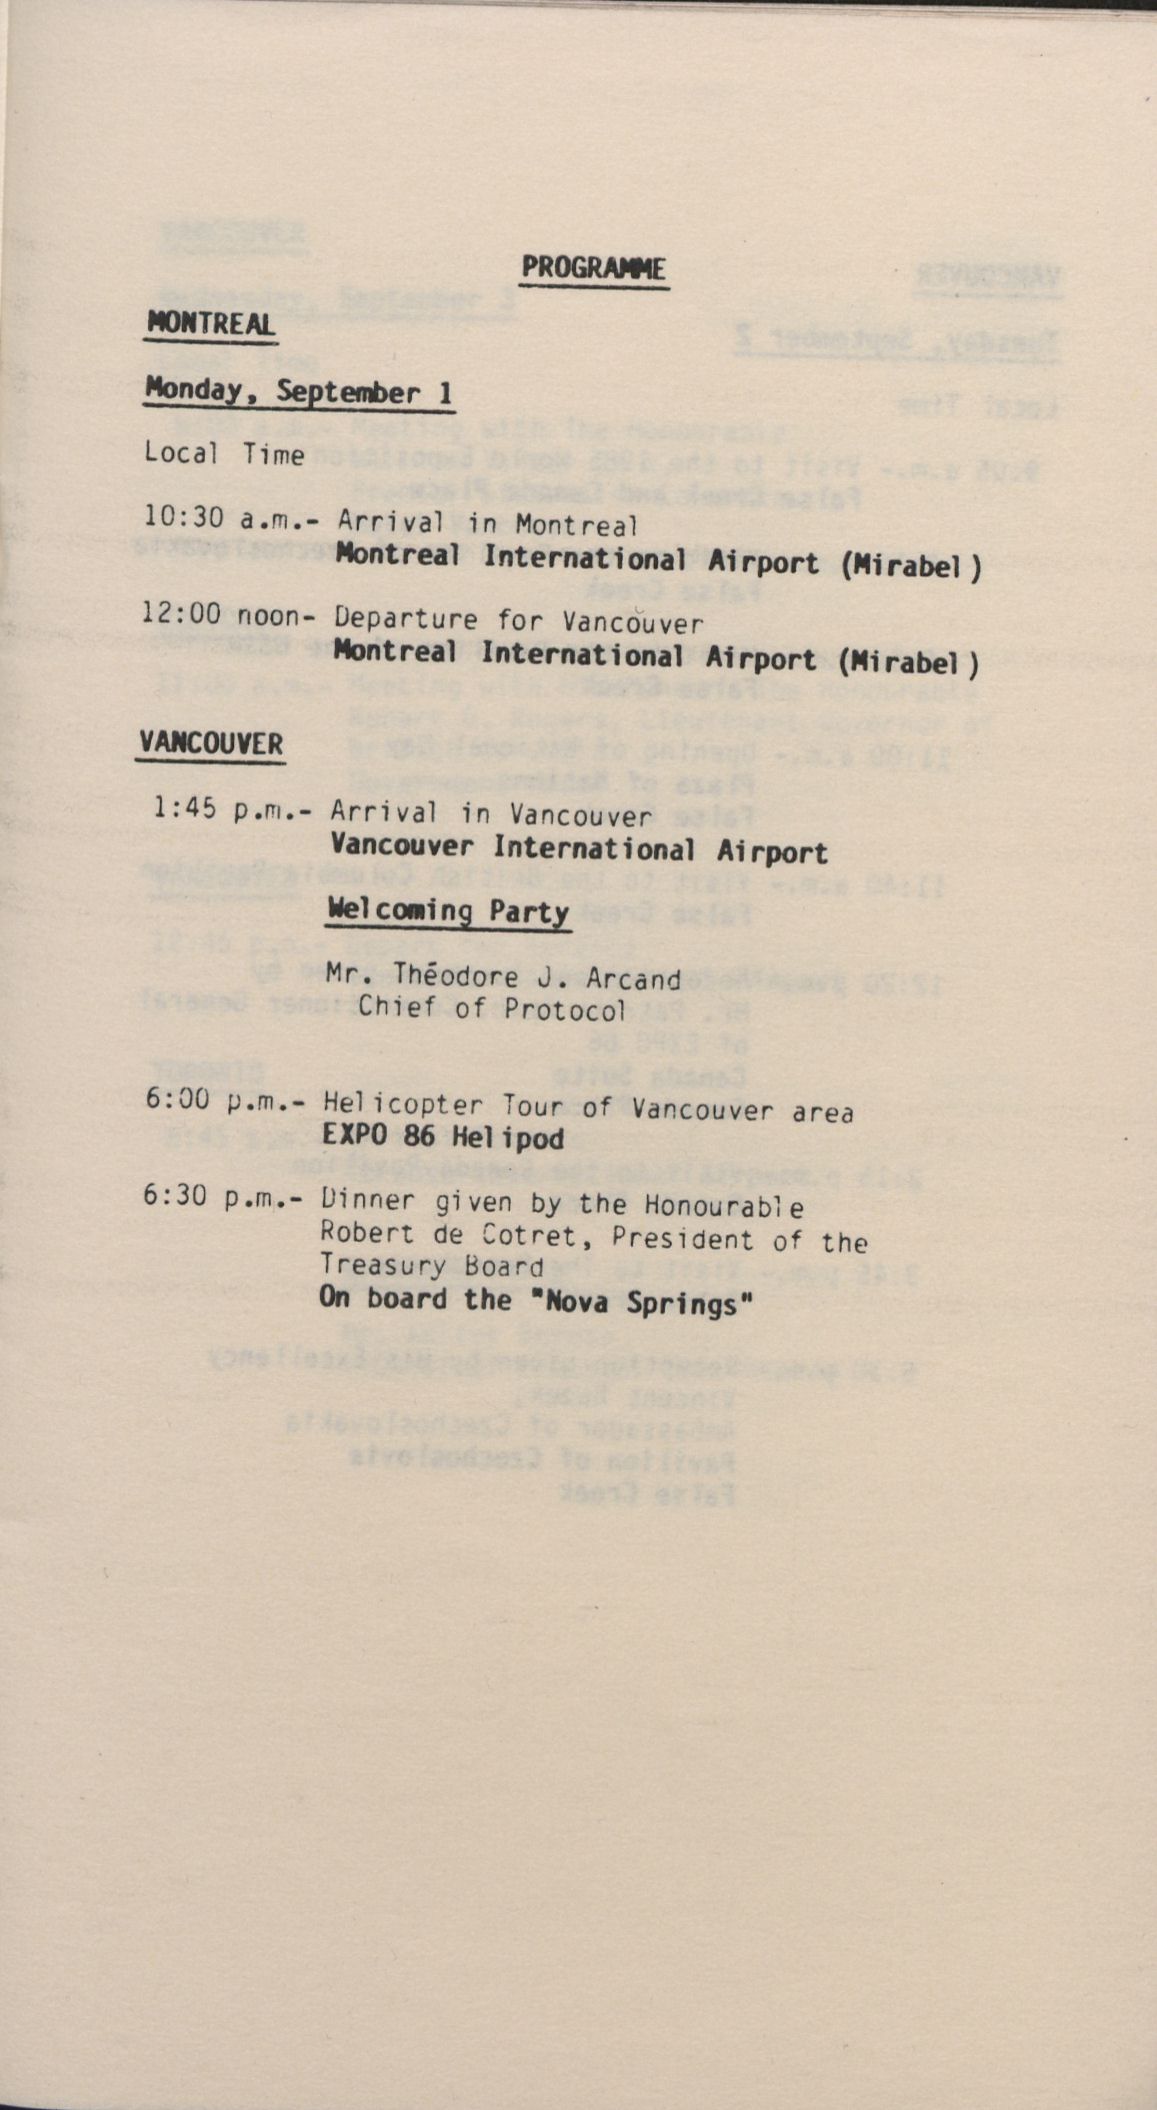 PROGRAMME
MONTREAL
Monday, September 1
Local Time
10:30 a.m.- Arrival in Montreal
Montreal International Airport (Mirabel)
12:00 noon- Departure for Vancouver
Montreal International Airport (Mirabel)
VANCOUVER
1:45 p.m.- Arrival in Vancouver
Vancouver International Airport
Welcoming Party
Mr. Théodore J. Arcand
Chief of Protocol
6:00 p.m.- Helicopter Tour of Vancouver area
EXPO 86 Helipod
6:30 p.m.- Dinner given by the Honourable
Robert de Cotret, President of the
Treasury Board
On board the "Nova Springs"